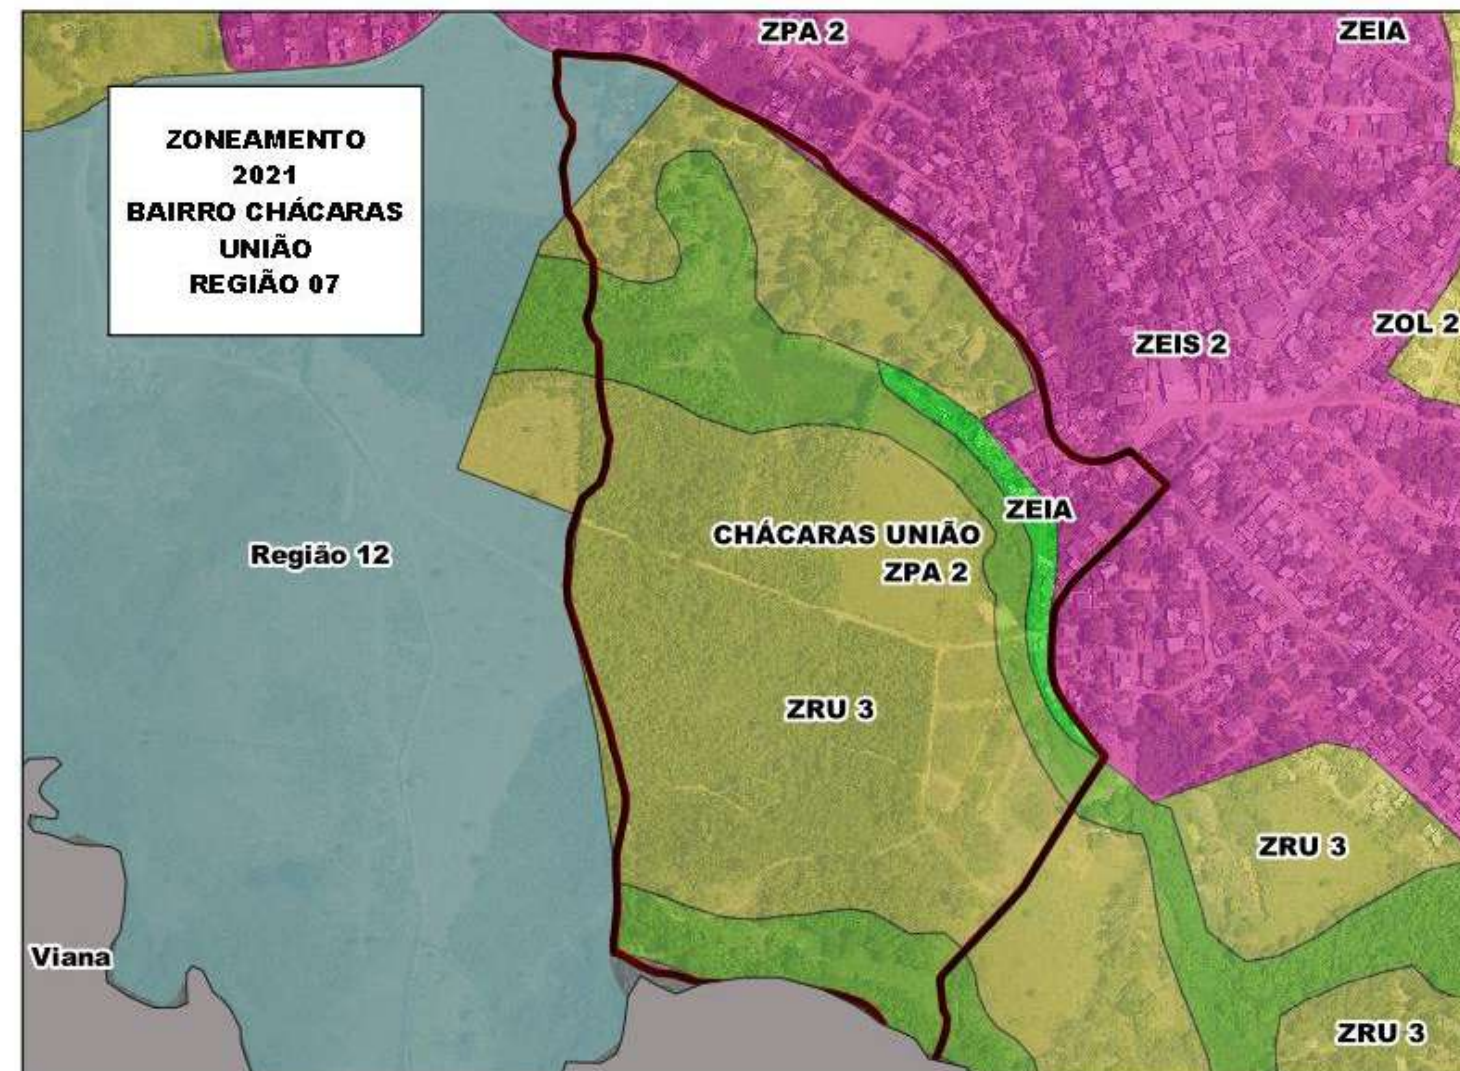 ZPA 2
ZEIA
ZONEAMENTO
2021
BAIRRO CHÁCARAS
UNIÃO
REGIÃO 07
ZOL 2
ZEIS 2
ZEIA
CHÁCARAS UNIÃO
ZPA 2
Região 12
ZRU 3
ZRU 3
Viana
ZRU 3